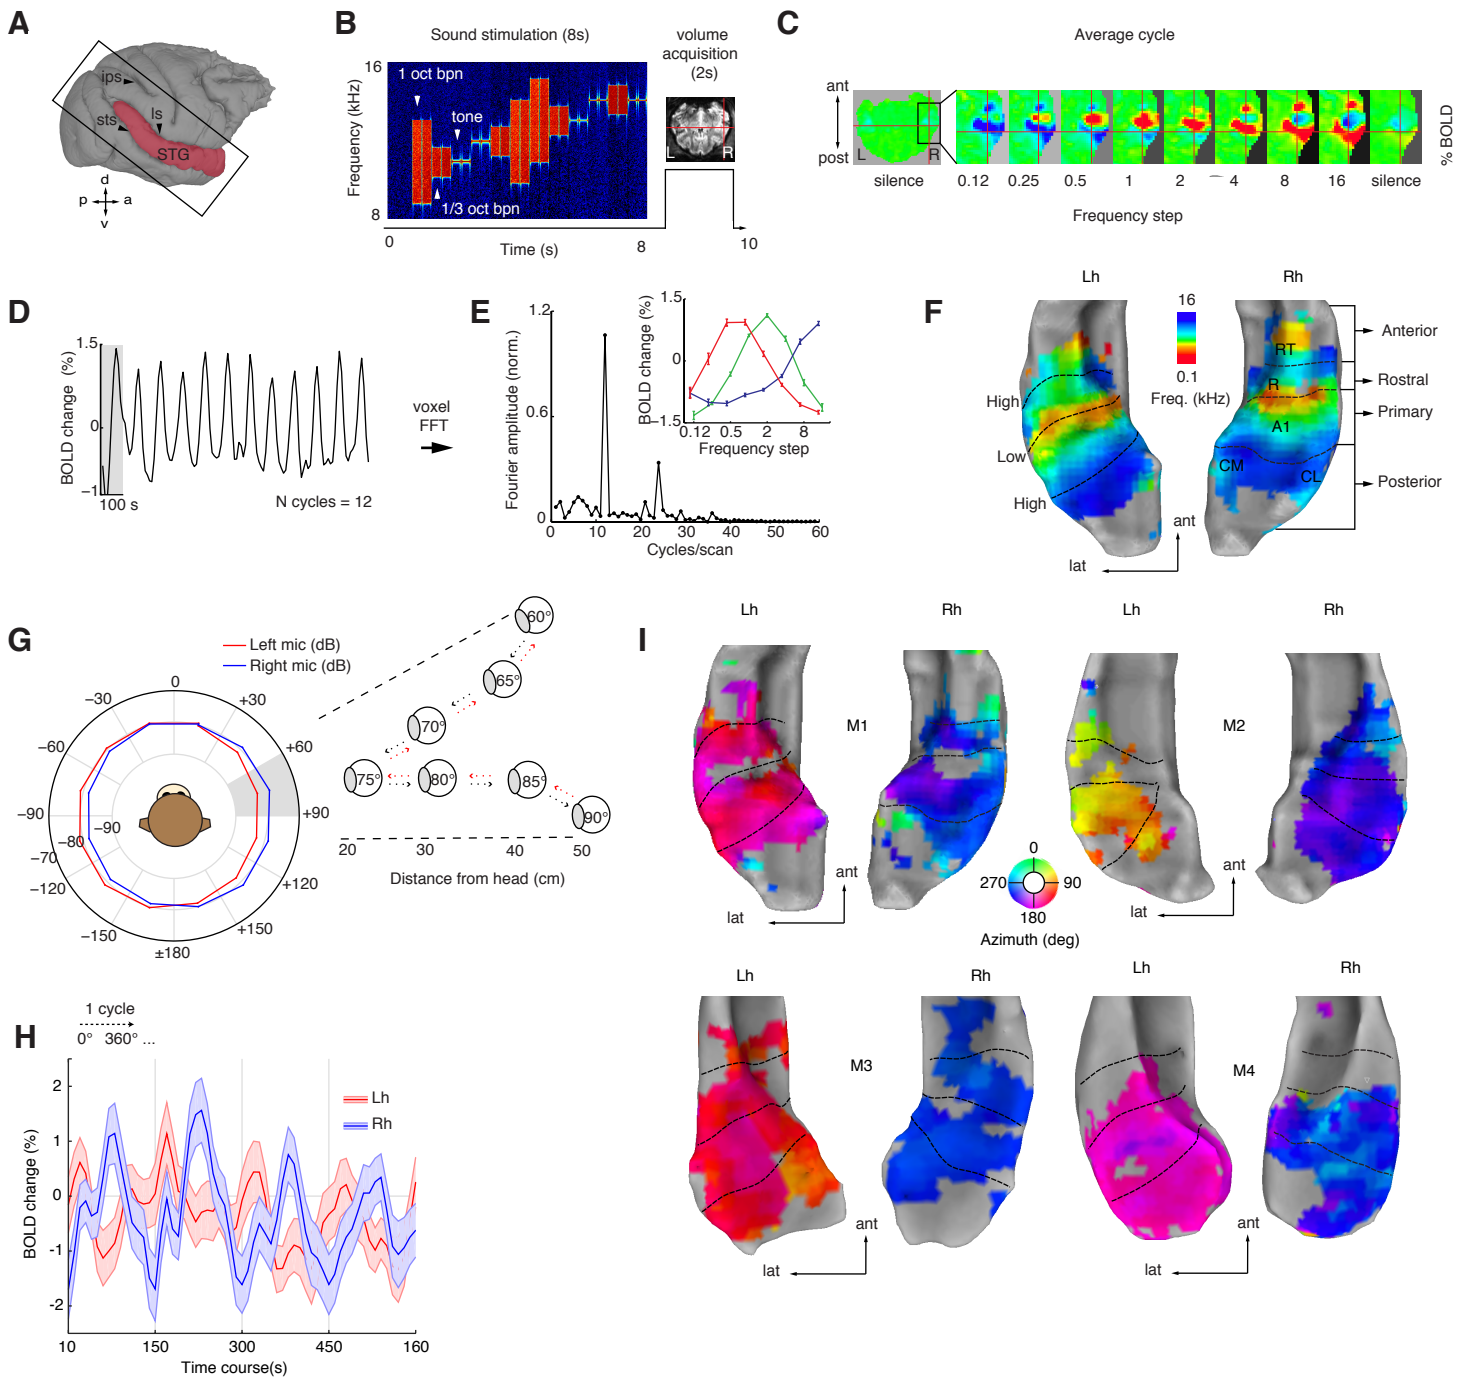 A
ips
ls
sts
STG
d
p a
v
B
Sound stimulation (8s)
volume
acquisition
(2s)
16
Frequency (kHz)
8
1 oct bpn
tone
1/3 oct bpn
L R
0
Time (s)
8
10
C
Average cycle
ant
post
L R
silence
0.12 0.25 0.5 1 2 4 8 16 silence
% BOLD
Frequency step
D
1.5
BOLD change (%)
0
−1
100 s
N cycles = 12
voxel
FFT
E
1.2
Fourier amplitude (norm.)
0.6
0
0 10 20 30 40 50 60
Cycles/scan
1.5
BOLD change (%)
0
−1.5
0.12 0.5 2 8
Frequency step
F
Lh
Rh
16
0.1
Freq. (kHz)
High
Low
High
RT
R
A1
CM
CL
Anterior
Rostral
Primary
Posterior
ant
lat
G
Left mic (dB)
Right mic (dB)
0
−30
+30
−60
+60
−90
+90
−90
−80
−70
−120
+120
−150
+150
±180
60°
65°
70°
75° 80° 85°
90°
20 30 40 50
Distance from head (cm)
H
1 cycle
0° 360° ...
Lh
Rh
BOLD change (%)
2
1
0
-1
-2
10 150 300 450 160
Time course(s)
I
Lh
Rh
M1
ant
lat
Lh
Rh
M2
ant
lat
0
270 90
180
Azimuth (deg)
Lh
Rh
M3
ant
lat
Lh
Rh
M4
ant
lat